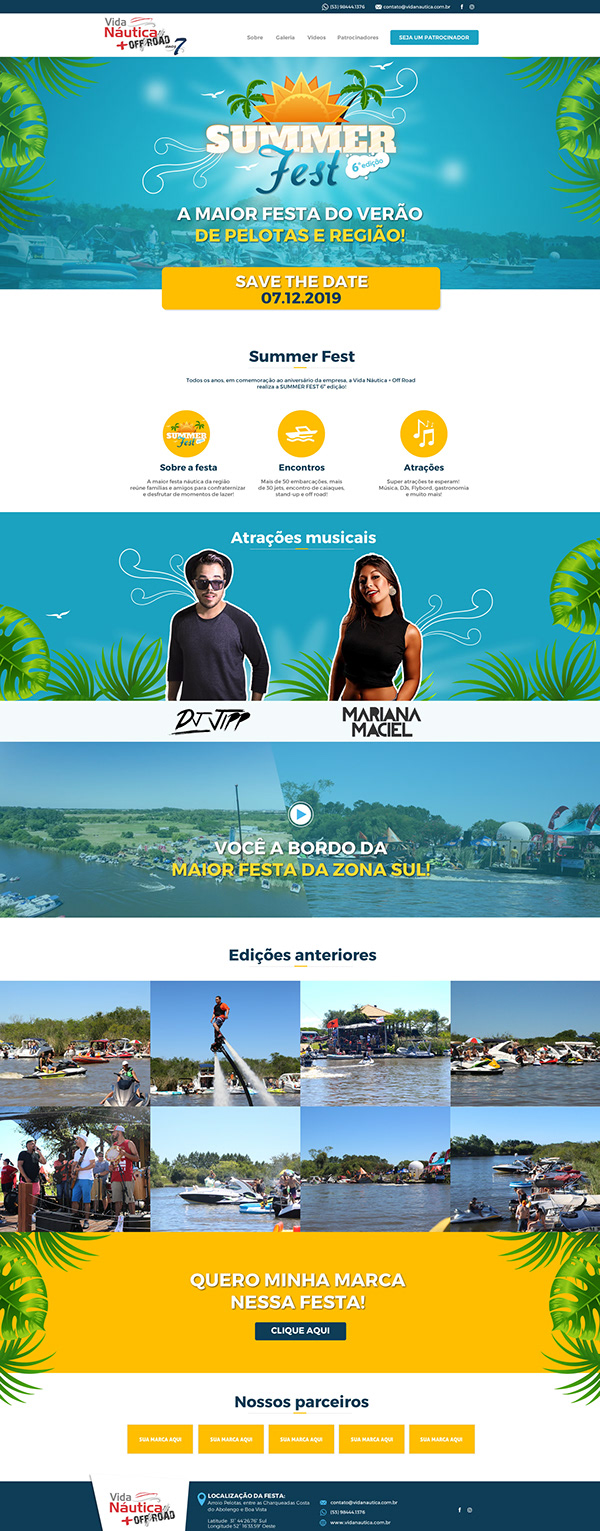 (53) 98444.1376
contato@vidanautica.com.br
Vida
Náutica
+ OFF ROAD
7
Sobre
Galeria
Vídeos
Patrocinadores
SEJA UM PATROCINADOR
SUMMER
Fest
6ª edição
A MAIOR FESTA DO VERÃO
DE PELOTAS E REGIÃO!
SAVE THE DATE
07.12.2019
Summer Fest
Todos os anos, em comemoração ao aniversário da empresa, a Vida Náutica + Off Road
realiza a SUMMER FEST 6ª edição!
SUMMER
Fest
Sobre a festa
A maior festa náutica da região
reúne famílias e amigos para confraternizar
e desfrutar de momentos de lazer!
Encontros
Mais de 50 embarcações, mais
de 30 jets, encontro de caiaques,
stand-up e off road!
Atrações
Super atrações te esperam!
Música, DJs, Flybord, gastronomia
e muito mais!
Atrações musicais
DJ JIPP
MARIANA
MACIEL
VOCÊ A BORDO DA
MAIOR FESTA DA ZONA SUL!
Edições anteriores
QUERO MINHA MARCA
NESSA FESTA!
CLIQUE AQUI
Nossos parceiros
SUA MARCA AQUI
SUA MARCA AQUI
SUA MARCA AQUI
SUA MARCA AQUI
SUA MARCA AQUI
Vida
Náutica
+ OFF ROAD
LOCALIZAÇÃO DA FESTA:
Arroio Pelotas, entre as Charqueadas Costa
do Abolengo e Boa Vista
Latitude 31° 44'26.76" Sul
Longitude 52° 16'33.59" Oeste
contato@vidanautica.com.br
(53) 98444.1376
www.vidanautica.com.br